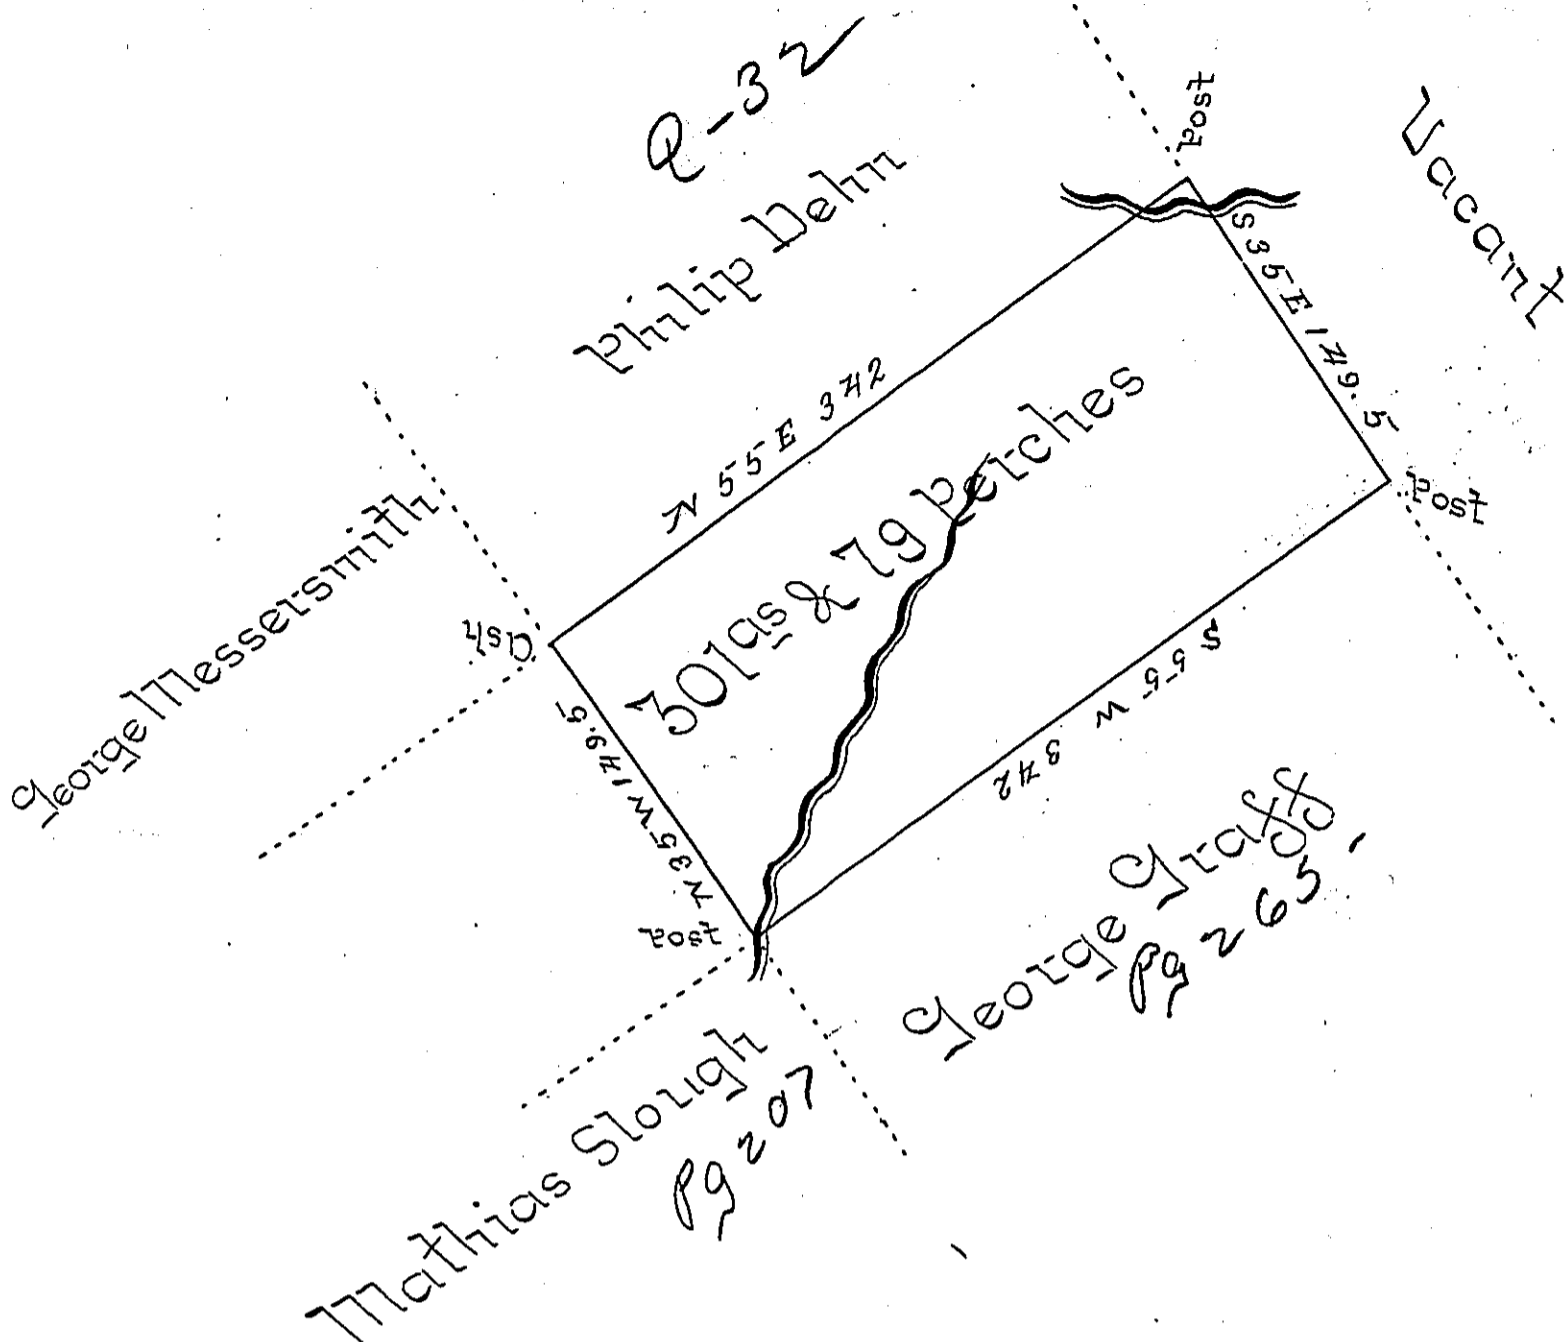 Q-32
Philip Dehn
Post
Vacant
S 35 E 149.5
N 55 E 342
301as & 79 Perches
Post
George Messersmith
Ash
N 35 W 149.5
S 55 W 342
Post
George Graff
pg 265
Mathias Slough
pg 207